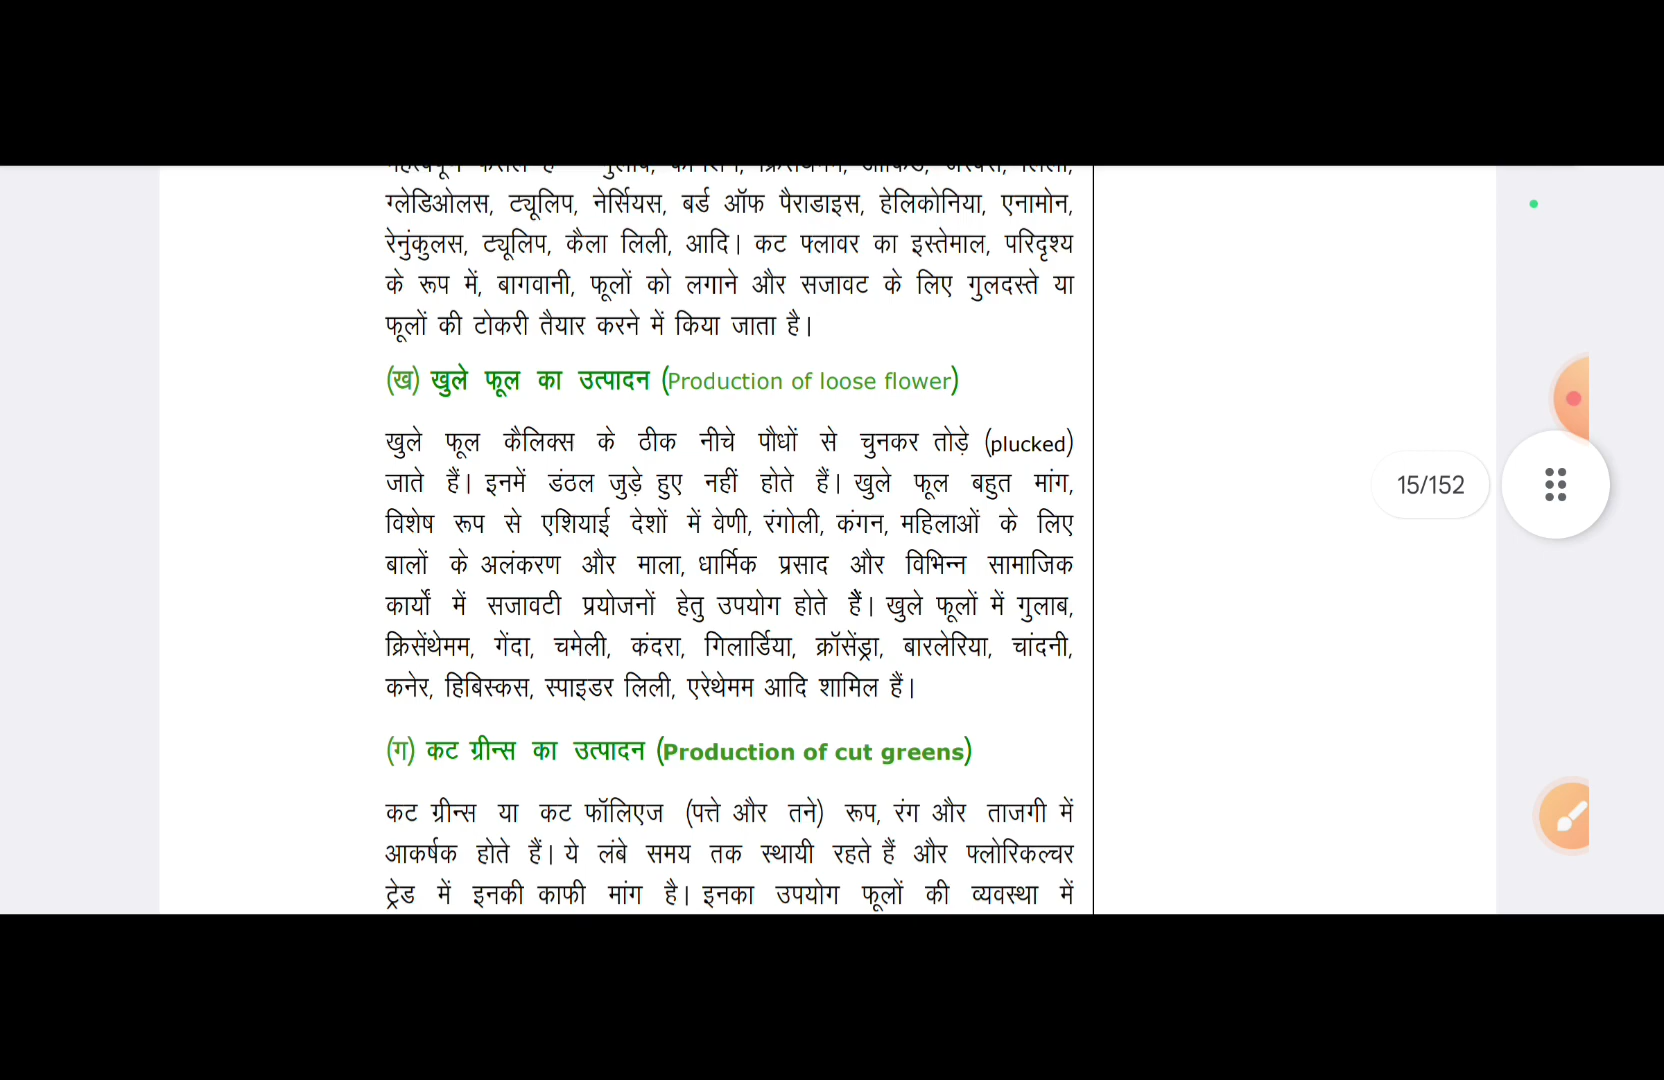 ग्लेडिओलस, ट्यूलिप, नेर्सियस, बर्ड ऑफ पैराडाइस, हेलिकोनिया, एनामोन,
रेनुंकुलस, ट्यूलिप, कैला लिली, आदि। कट फ्लावर का इस्तेमाल, परिदृश्य
के रूप में, बागवानी, फूलों को लगाने और सजावट के लिए गुलदस्ते या
फूलों की टोकरी तैयार करने में किया जाता है।
(ख) खुले फूल का उत्पादन (Production of loose flower)
खुले फूल कैलिक्स के ठीक नीचे पौधों से चुनकर तोड़े (plucked)
जाते हैं। इनमें डंठल जुड़े हुए नहीं होते हैं। खुले फूल बहुत मांग,
विशेष रूप से एशियाई देशों में वेणी, रंगोली, कंगन, महिलाओं के लिए
बालों के अलंकरण और माला, धार्मिक प्रसाद और विभिन्न सामाजिक
कार्यों में सजावटी प्रयोजनों हेतु उपयोग होते हैं। खुले फूलों में गुलाब,
क्रिसेंथेमम, गेंदा, चमेली, कंदरा, गिलार्डिया, क्रॉसेंड्रा, बारलेरिया, चांदनी,
कनेर, हिबिस्कस, स्पाइडर लिली, एरेथेमम आदि शामिल हैं।
15/152
(ग) कट ग्रीन्स का उत्पादन (Production of cut greens)
कट ग्रीन्स या कट फॉलिएज (पत्ते और तने) रूप, रंग और ताजगी में
आकर्षक होते हैं। ये लंबे समय तक स्थायी रहते हैं और फ्लोरिकल्चर
ट्रेड में इनकी काफी मांग है। इनका उपयोग फूलों की व्यवस्था में